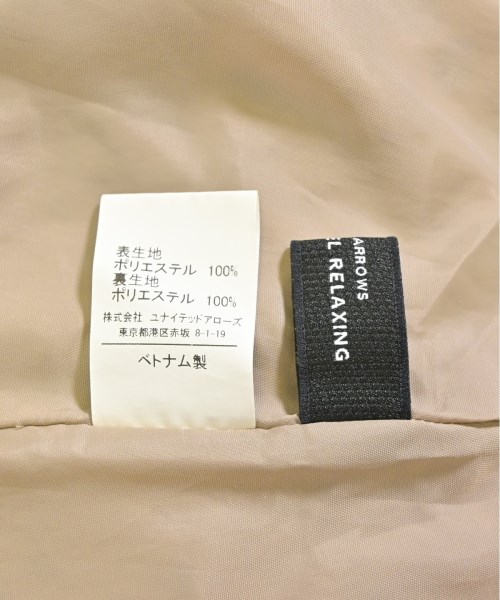 表生地
ポリエステル 100%
裏生地
ポリエステル 100%
株式会社 ユナイテッドアローズ
東京都港区赤坂 8-1-19
ベトナム製
ARROWS
RELAXING